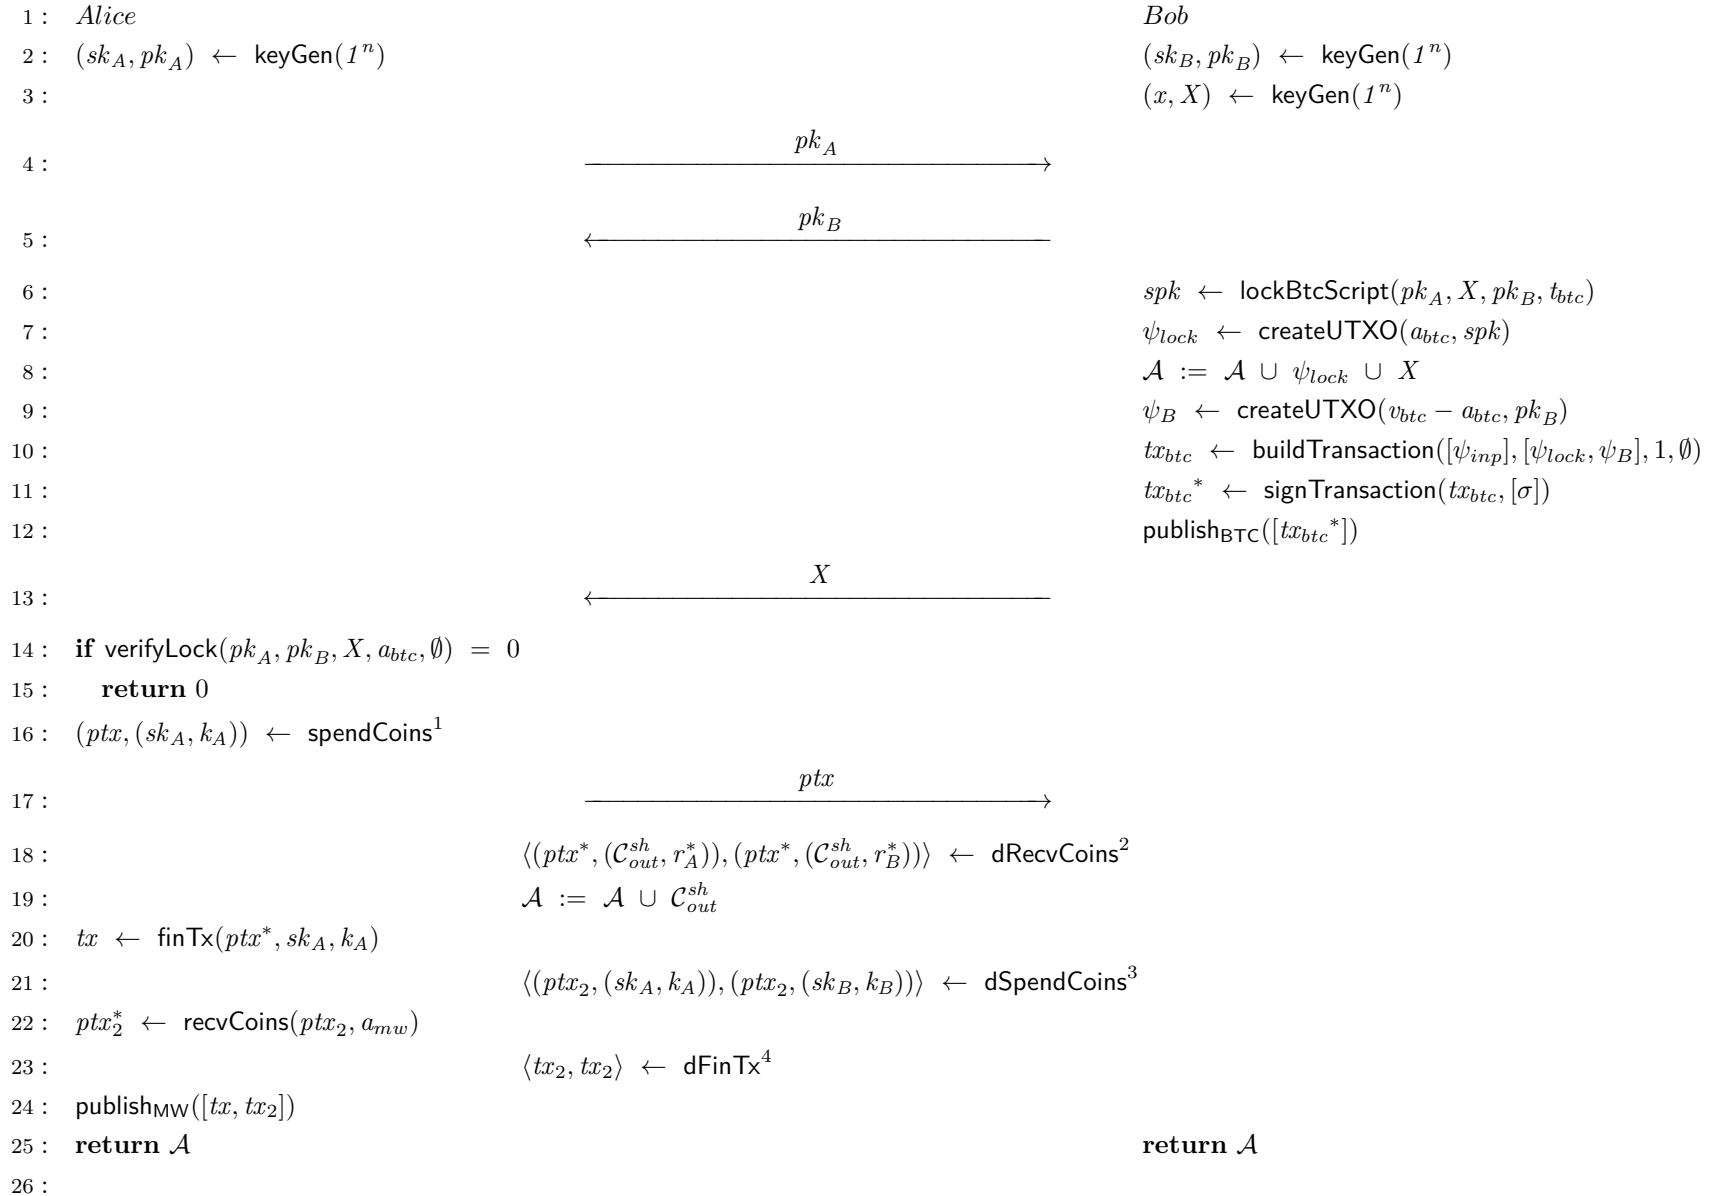 1 : Alice Bob
2 : (sk_A, pk_A) ← keyGen(1^n) (sk_B, pk_B) ← keyGen(1^n)
3 : (x, X) ← keyGen(1^n)
4 : pk_A
5 : pk_B
6 : spk ← lockBtcScript(pk_A, X, pk_B, t_btc)
7 : ψ_lock ← createUTXO(a_btc, spk)
8 : 𝒜 := 𝒜 ∪ ψ_lock ∪ X
9 : ψ_B ← createUTXO(v_btc − a_btc, pk_B)
10 : tx_btc ← buildTransaction([ψ_inp], [ψ_lock, ψ_B], 1, ∅)
11 : tx_btc^* ← signTransaction(tx_btc, [σ])
12 : publish_BTC([tx_btc^*])
13 : X
14 : if verifyLock(pk_A, pk_B, X, a_btc, ∅) = 0
15 : return 0
16 : (ptx, (sk_A, k_A)) ← spendCoins^1
17 : ptx
18 : ⟨(ptx^*, (𝒞_out^sh, r_A^*)), (ptx^*, (𝒞_out^sh, r_B^*))⟩ ← dRecvCoins^2
19 : 𝒜 := 𝒜 ∪ 𝒞_out^sh
20 : tx ← finTx(ptx^*, sk_A, k_A)
21 : ⟨(ptx_2, (sk_A, k_A)), (ptx_2, (sk_B, k_B))⟩ ← dSpendCoins^3
22 : ptx_2^* ← recvCoins(ptx_2, a_mw)
23 : ⟨tx_2, tx_2⟩ ← dFinTx^4
24 : publish_MW([tx, tx_2])
25 : return 𝒜 return 𝒜
26 :